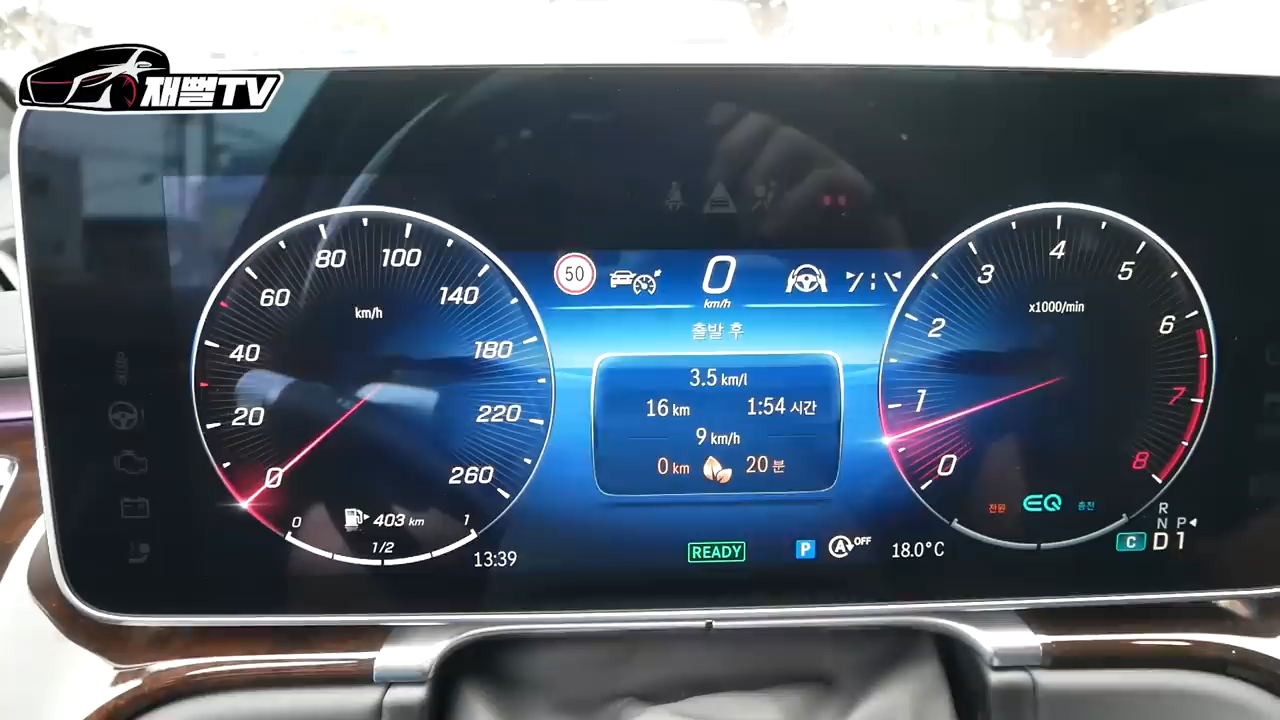 재뻘TV
80 100
60 140
40 180
20 220
0 260
km/h
0 1
403 km
1/2
13:39
50
0
km/h
출발 후
3.5 km/l
16 km 1:54 시간
9 km/h
0 km 20 분
READY
P
A OFF
18.0°C
x1000/min
4
3 5
2 6
1 7
0 8
전원 EQ 충전
R
N P
C D 1